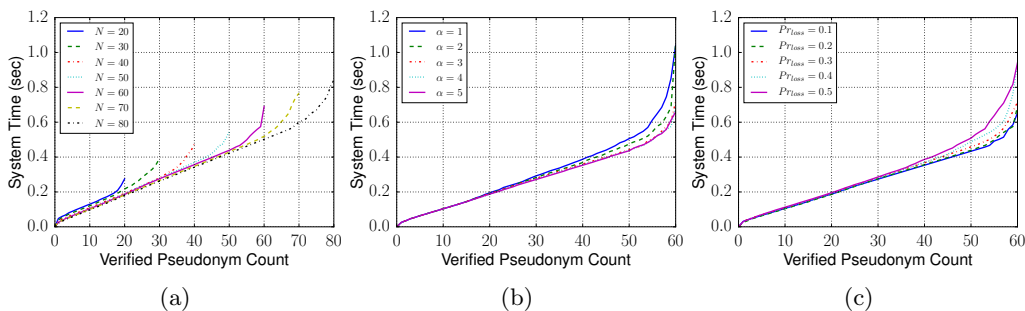 System Time (sec)
1.2
1.0
0.8
0.6
0.4
0.2
0.0
N = 20
N = 30
N = 40
N = 50
N = 60
N = 70
N = 80
0 10 20 30 40 50 60 70 80
Verified Pseudonym Count
(a)
System Time (sec)
1.2
1.0
0.8
0.6
0.4
0.2
0.0
α = 1
α = 2
α = 3
α = 4
α = 5
0 10 20 30 40 50 60
Verified Pseudonym Count
(b)
System Time (sec)
1.2
1.0
0.8
0.6
0.4
0.2
0.0
Pr_loss = 0.1
Pr_loss = 0.2
Pr_loss = 0.3
Pr_loss = 0.4
Pr_loss = 0.5
0 10 20 30 40 50 60
Verified Pseudonym Count
(c)